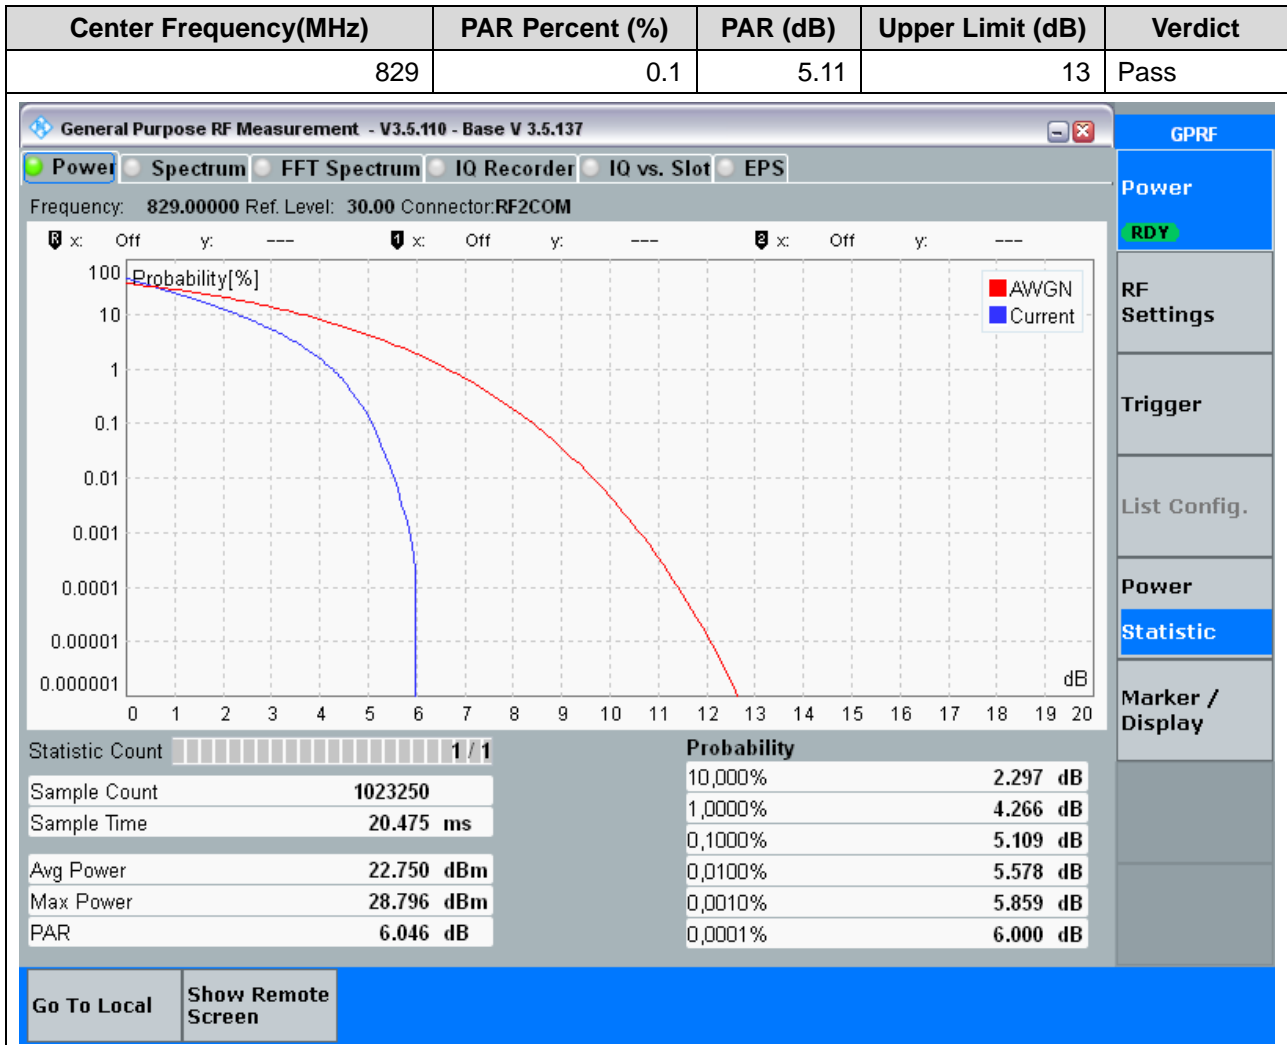 Center Frequency(MHz) PAR Percent (%) PAR (dB) Upper Limit (dB) Verdict
829 0.1 5.11 13 Pass
General Purpose RF Measurement - V3.5.110 - Base V 3.5.137
GPRF
Power Spectrum FFT Spectrum IQ Recorder IQ vs. Slot EPS
Power
RDY
Frequency: 829.00000 Ref. Level: 30.00 Connector:RF2COM
R x: Off y: --- 1 x: Off y: --- 2 x: Off y: ---
Probability[%]
AWGN
Current
100
10
1
0.1
0.01
0.001
0.0001
0.00001
0.000001
dB
0 1 2 3 4 5 6 7 8 9 10 11 12 13 14 15 16 17 18 19 20
RF
Settings
Trigger
List Config.
Power
Statistic
Marker /
Display
Statistic Count 1 / 1
Sample Count 1023250
Sample Time 20.475 ms
Avg Power 22.750 dBm
Max Power 28.796 dBm
PAR 6.046 dB
Probability
10,000% 2.297 dB
1,0000% 4.266 dB
0,1000% 5.109 dB
0,0100% 5.578 dB
0,0010% 5.859 dB
0,0001% 6.000 dB
Go To Local
Show Remote
Screen